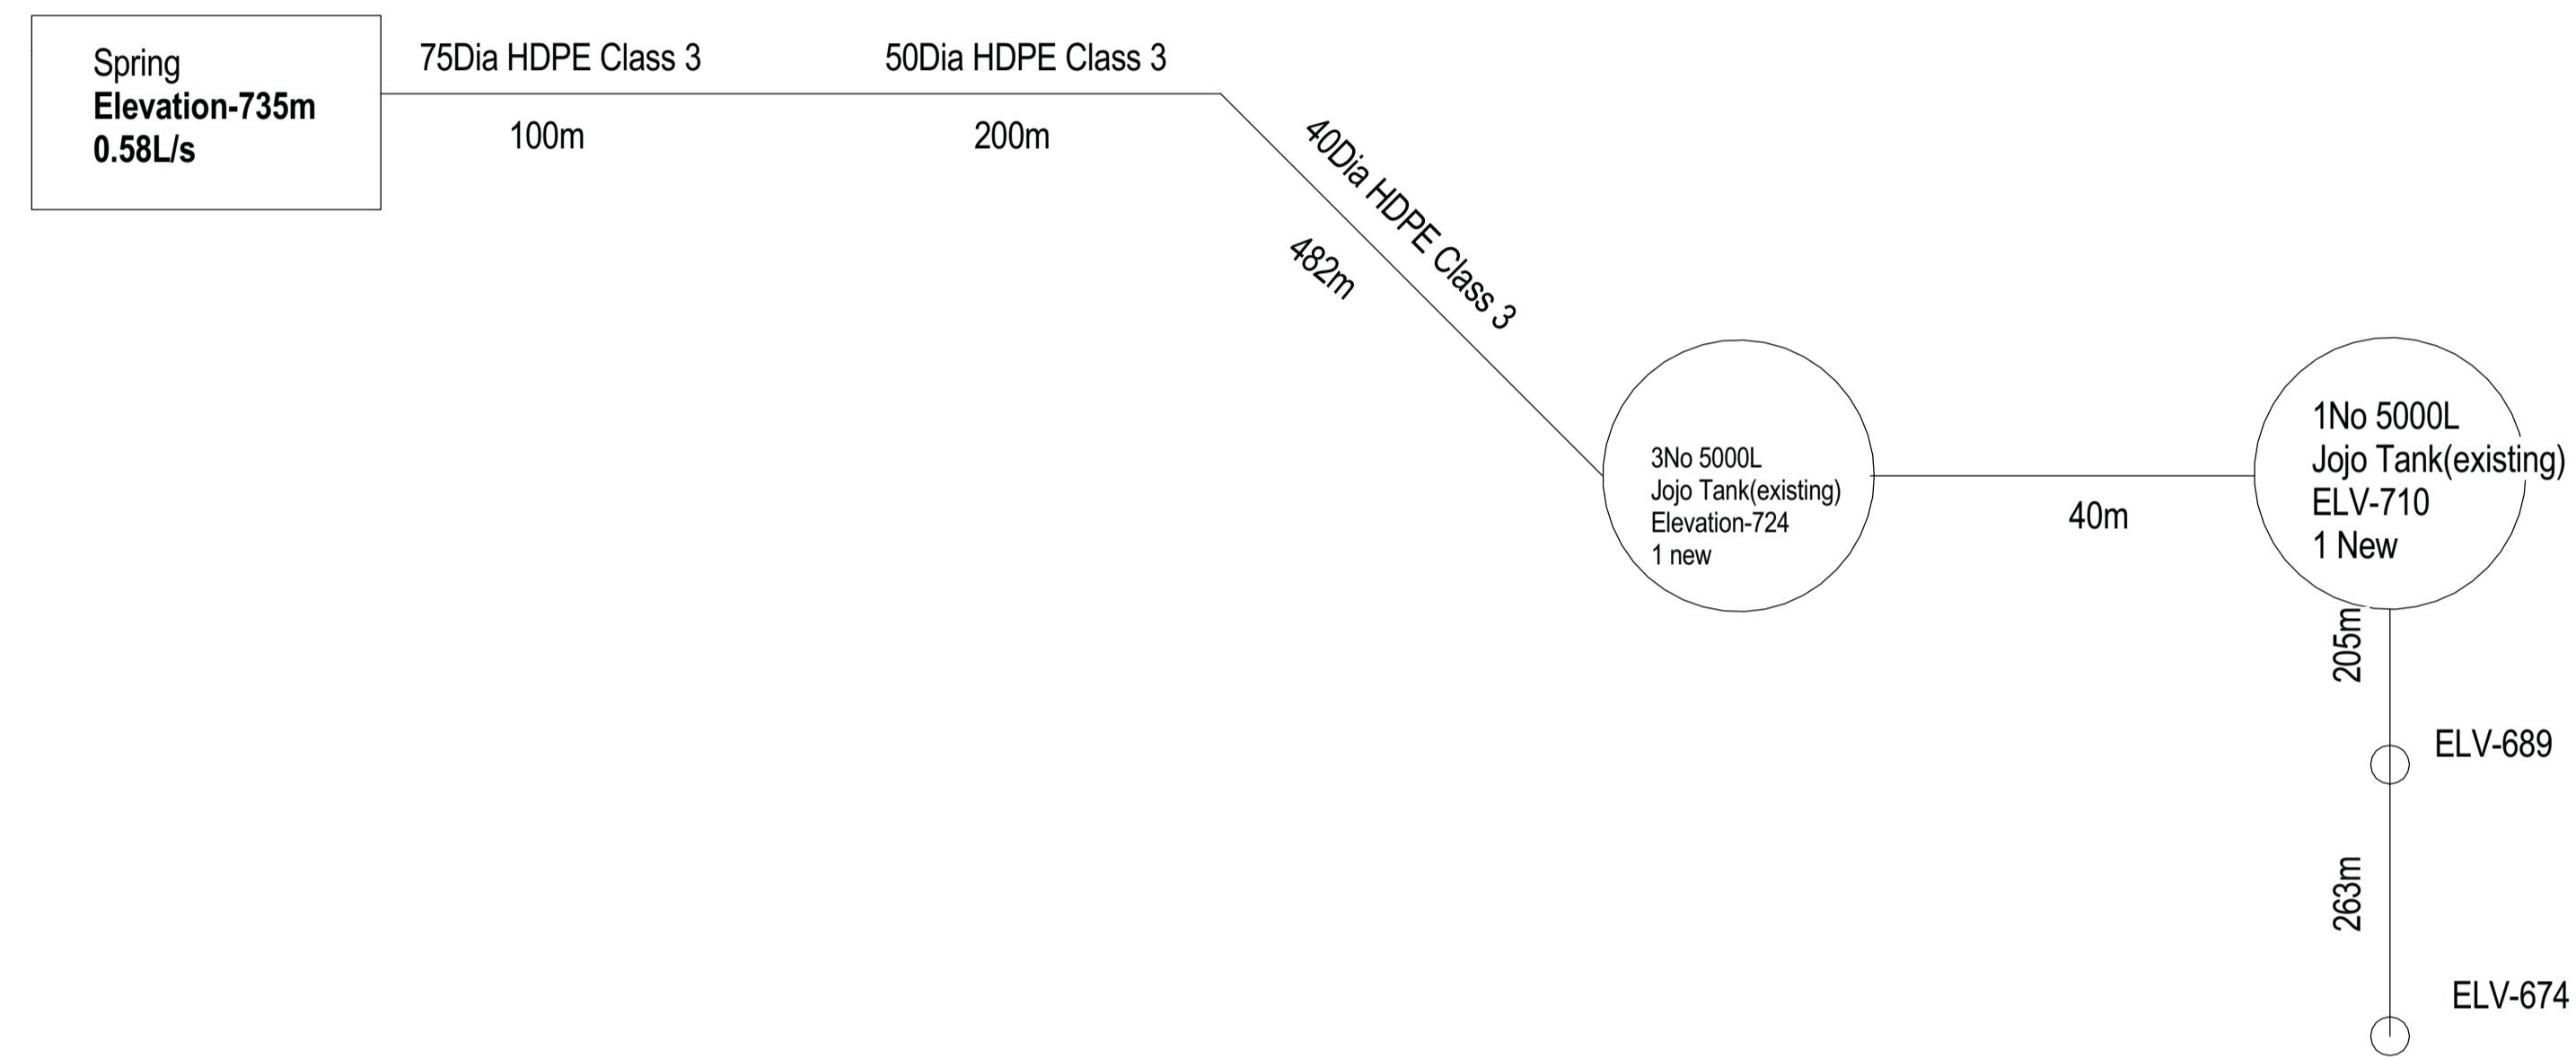 Spring
Elevation-735m
0.58L/s
75Dia HDPE Class 3
100m
50Dia HDPE Class 3
200m
40Dia HDPE Class 3
482m
3No 5000L
Jojo Tank(existing)
Elevation-724
1 new
40m
1No 5000L
Jojo Tank(existing)
ELV-710
1 New
205m
ELV-689
263m
ELV-674